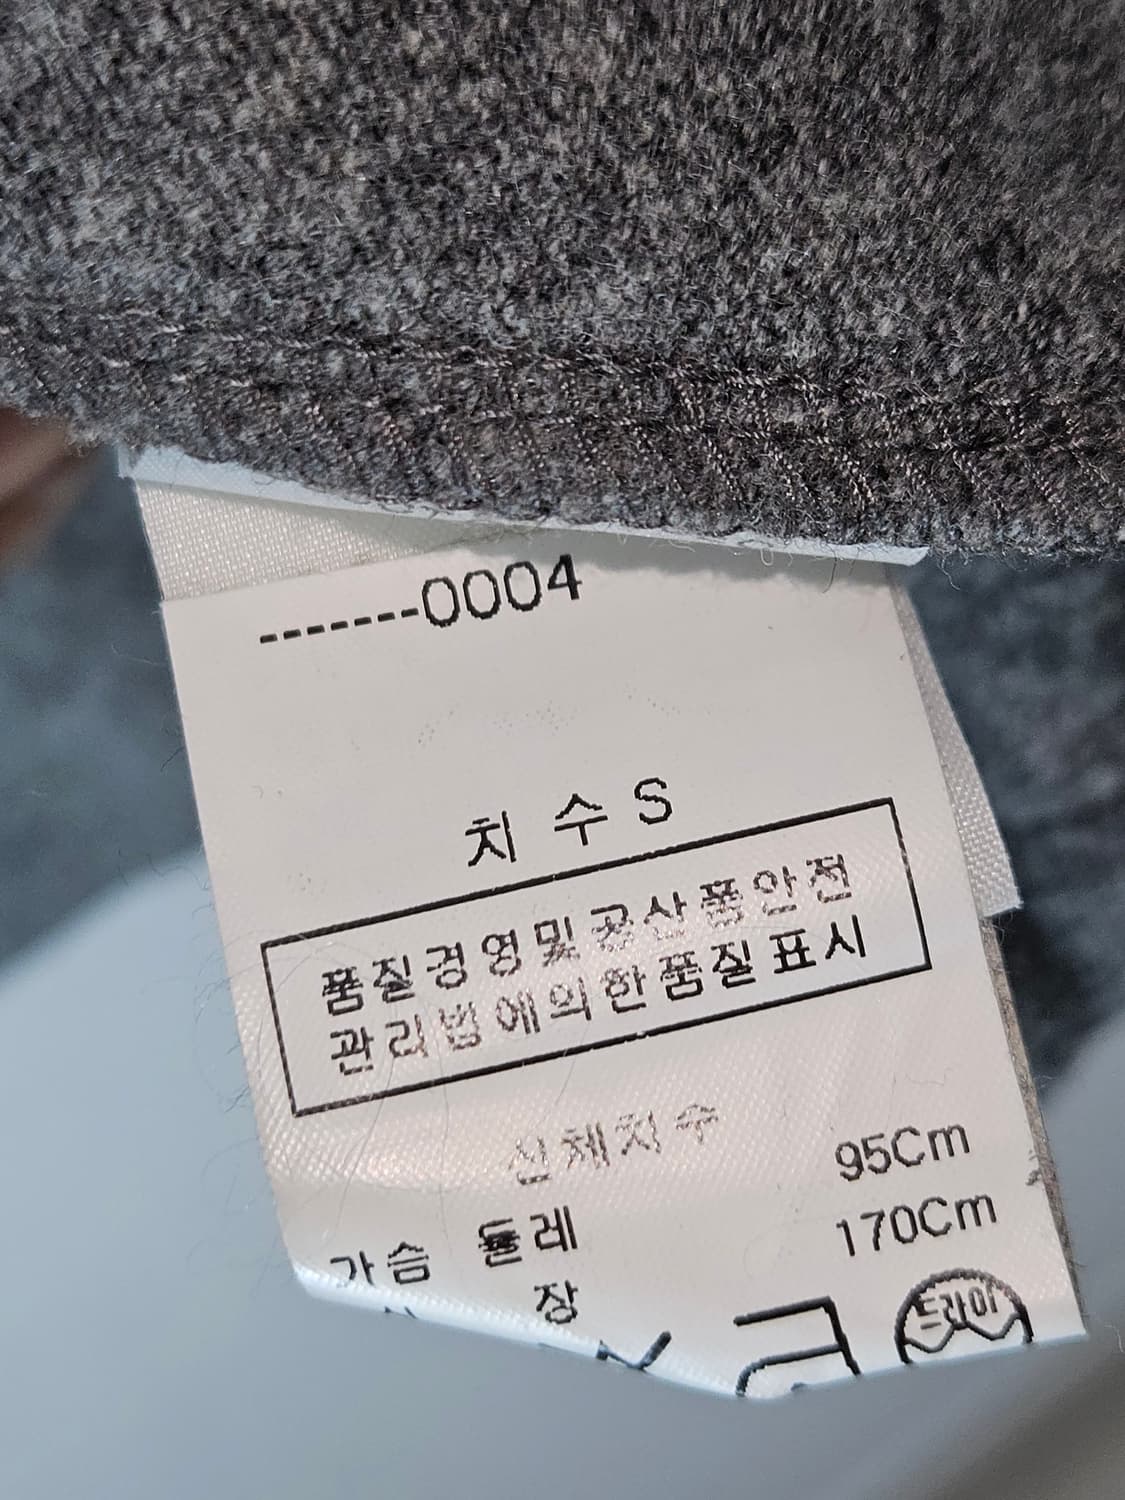 -------0004
치 수 S
품질경영및공산품안전
관리법에의한품질표시
신체치수
가슴 둘레 95Cm
장 170Cm
드라이